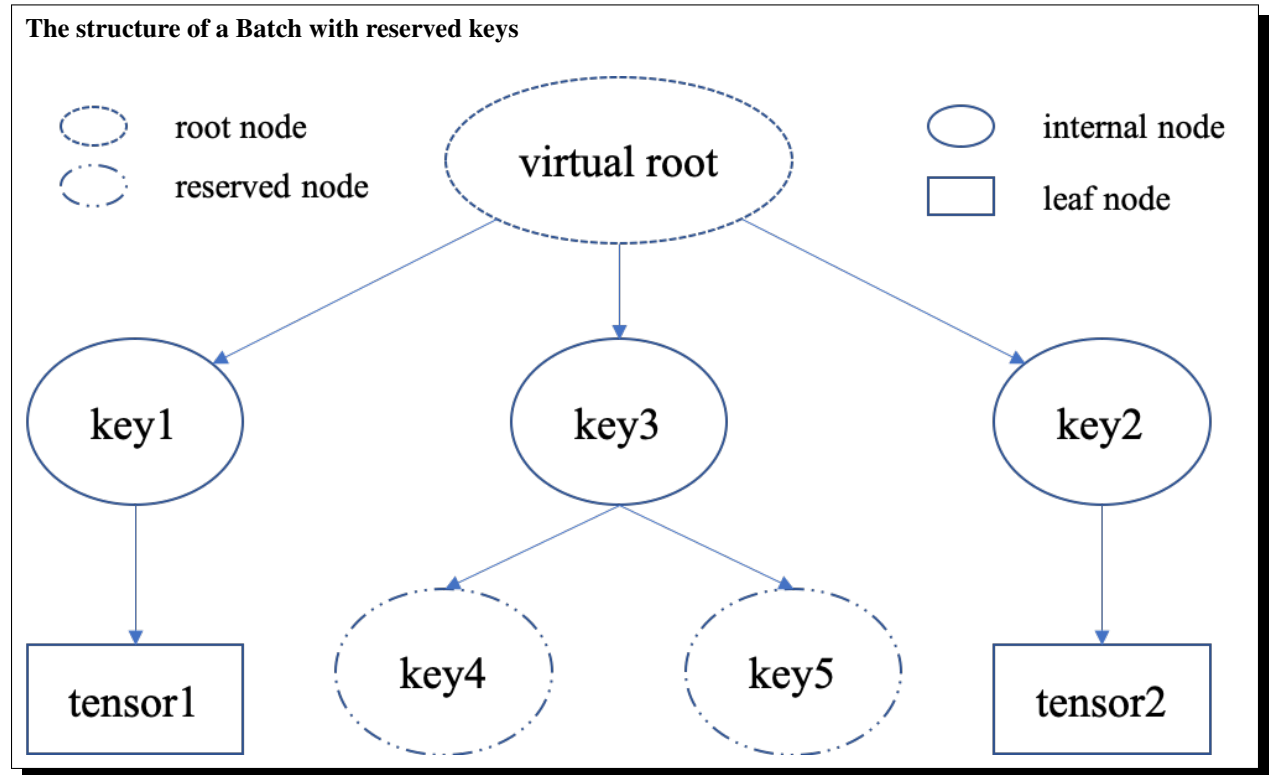 The structure of a Batch with reserved keys
root node
reserved node
virtual root
internal node
leaf node
key1
key3
key2
key4
key5
tensor1
tensor2